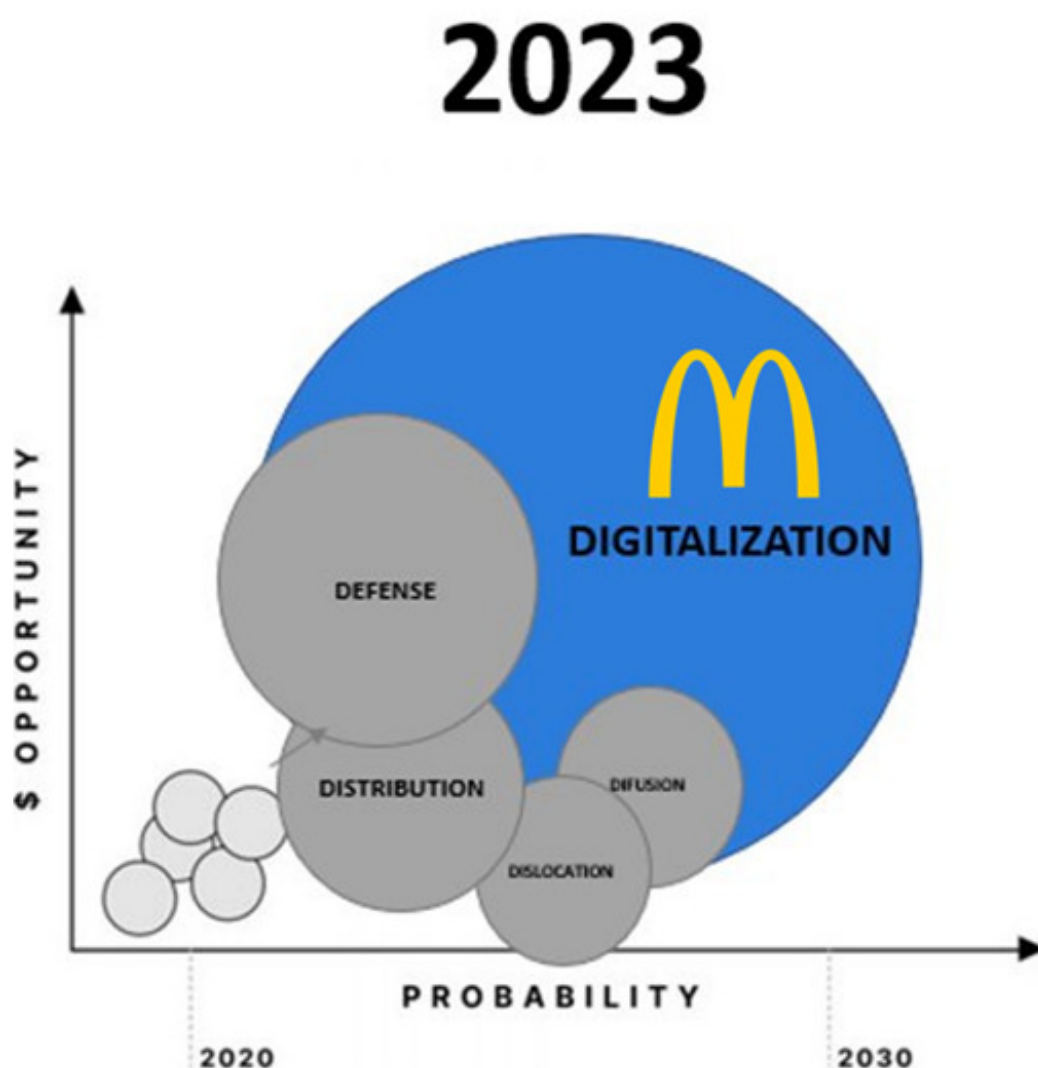 2023
$ OPPORTUNITY
DIGITALIZATION
DEFENSE
DISTRIBUTION
DIFUSION
DISLOCATION
PROBABILITY
2020
2030